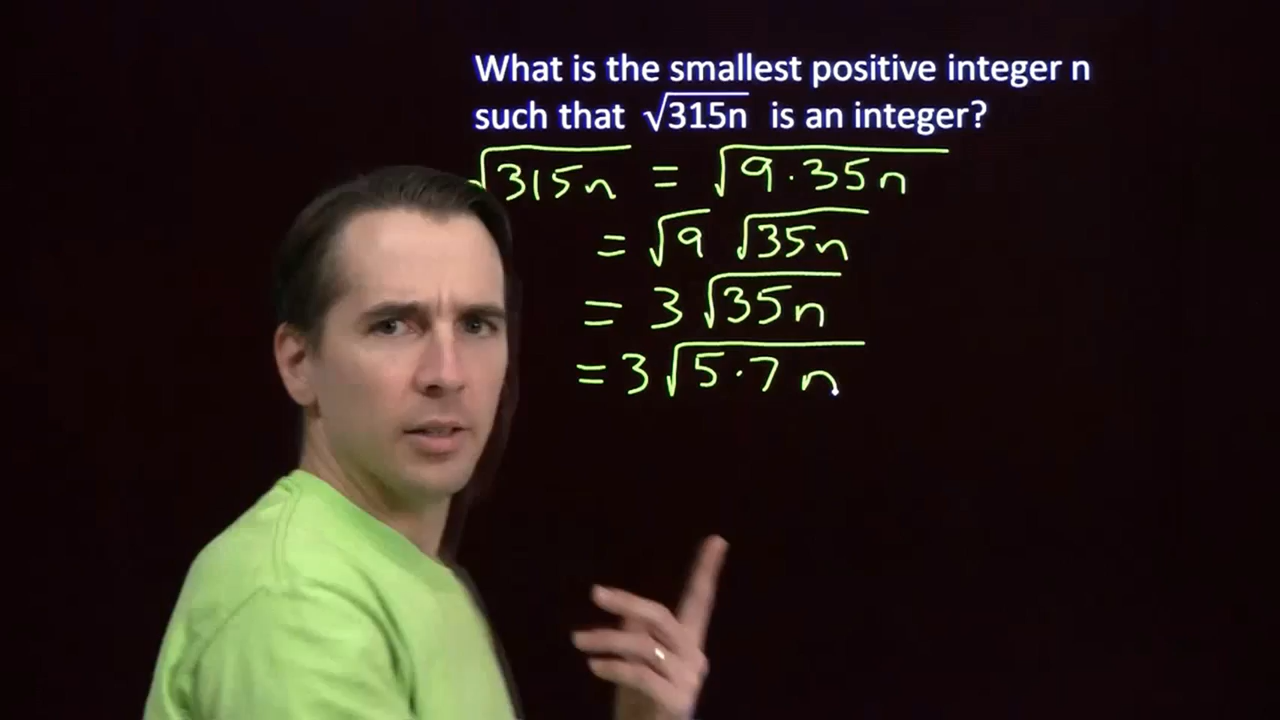 What is the smallest positive integer n
such that √315n is an integer?
√315n = √9·35n
= √9 √35n
= 3 √35n
= 3 √5·7 n